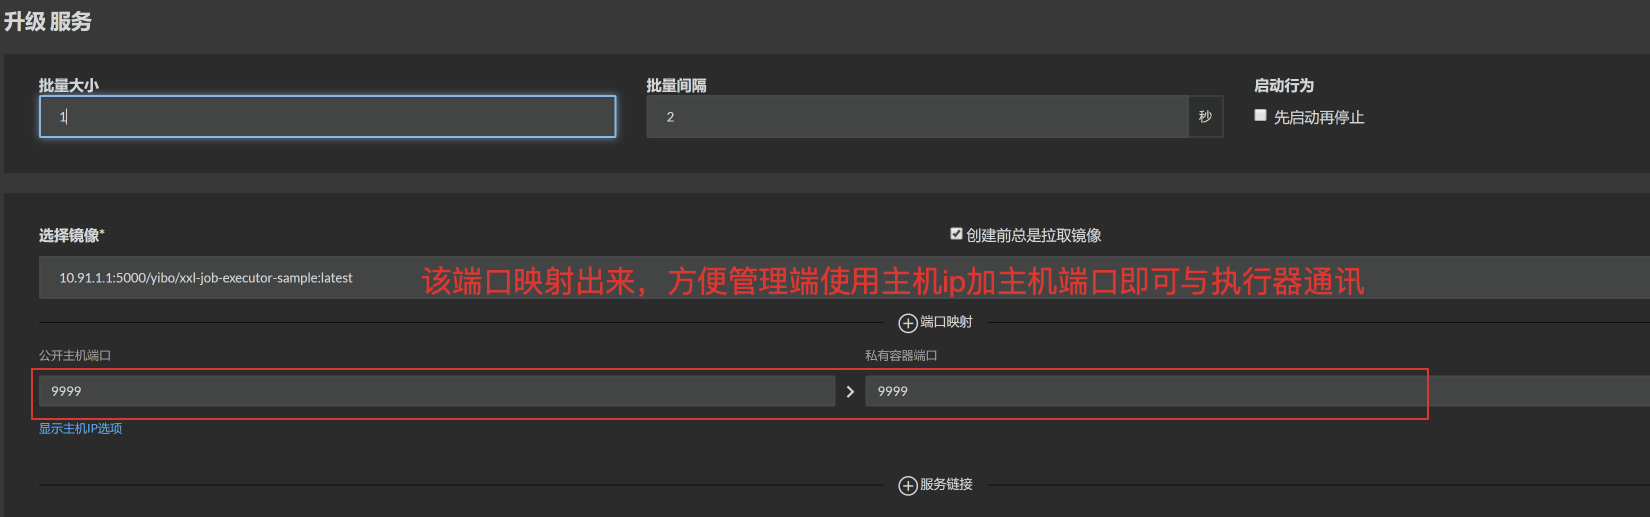 升级 服务
批量大小
批量间隔
启动行为
1
2
秒
先启动再停止
选择镜像*
创建前总是拉取镜像
10.91.1.1:5000/yibo/xxl-job-executor-sample:latest
该端口映射出来，方便管理端使用主机ip加主机端口即可与执行器通讯
端口映射
公开主机端口
私有容器端口
9999
9999
显示主机IP选项
服务链接